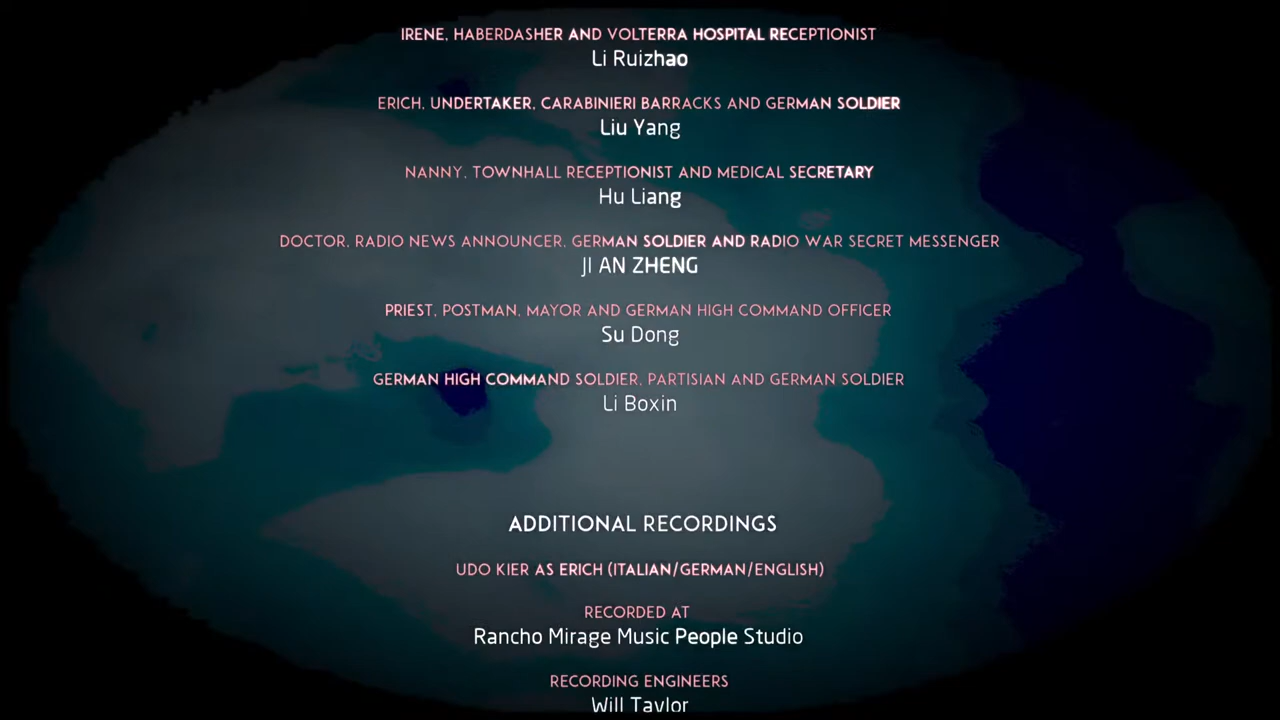 IRENE, HABERDASHER AND VOLTERRA HOSPITAL RECEPTIONIST
Li Ruizhao
ERICH, UNDERTAKER, CARABINIERI BARRACKS AND GERMAN SOLDIER
Liu Yang
NANNY, TOWNHALL RECEPTIONIST AND MEDICAL SECRETARY
Hu Liang
DOCTOR, RADIO NEWS ANNOUNCER, GERMAN SOLDIER AND RADIO WAR SECRET MESSENGER
JI AN ZHENG
PRIEST, POSTMAN, MAYOR AND GERMAN HIGH COMMAND OFFICER
Su Dong
GERMAN HIGH COMMAND SOLDIER, PARTISIAN AND GERMAN SOLDIER
Li Boxin
ADDITIONAL RECORDINGS
UDO KIER AS ERICH (ITALIAN/GERMAN/ENGLISH)
RECORDED AT
Rancho Mirage Music People Studio
RECORDING ENGINEERS
Will Taylor